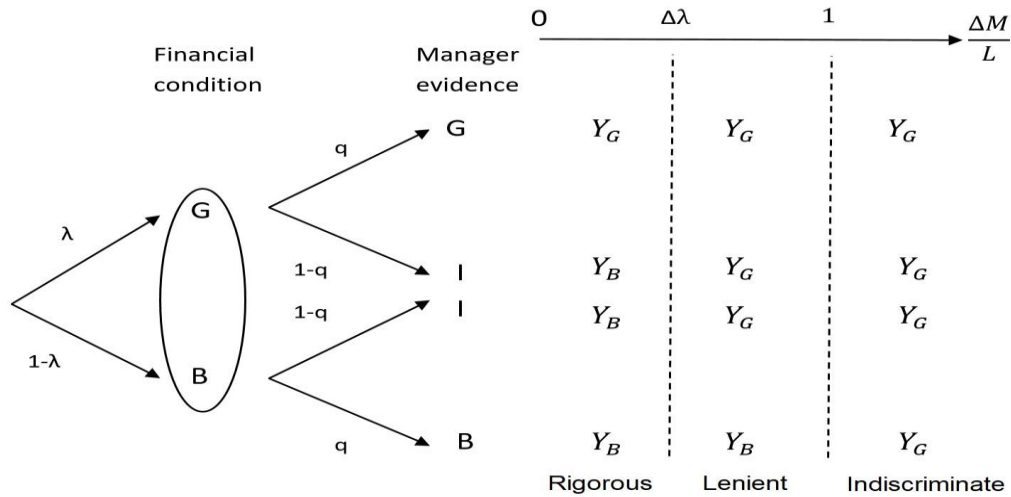 0 Δλ 1 ΔM/L
Financial Manager
condition evidence
q G Y_G Y_G Y_G
λ G
1-q I Y_B Y_G Y_G
1-q I Y_B Y_G Y_G
1-λ B
q B Y_B Y_B Y_G
Rigorous Lenient Indiscriminate